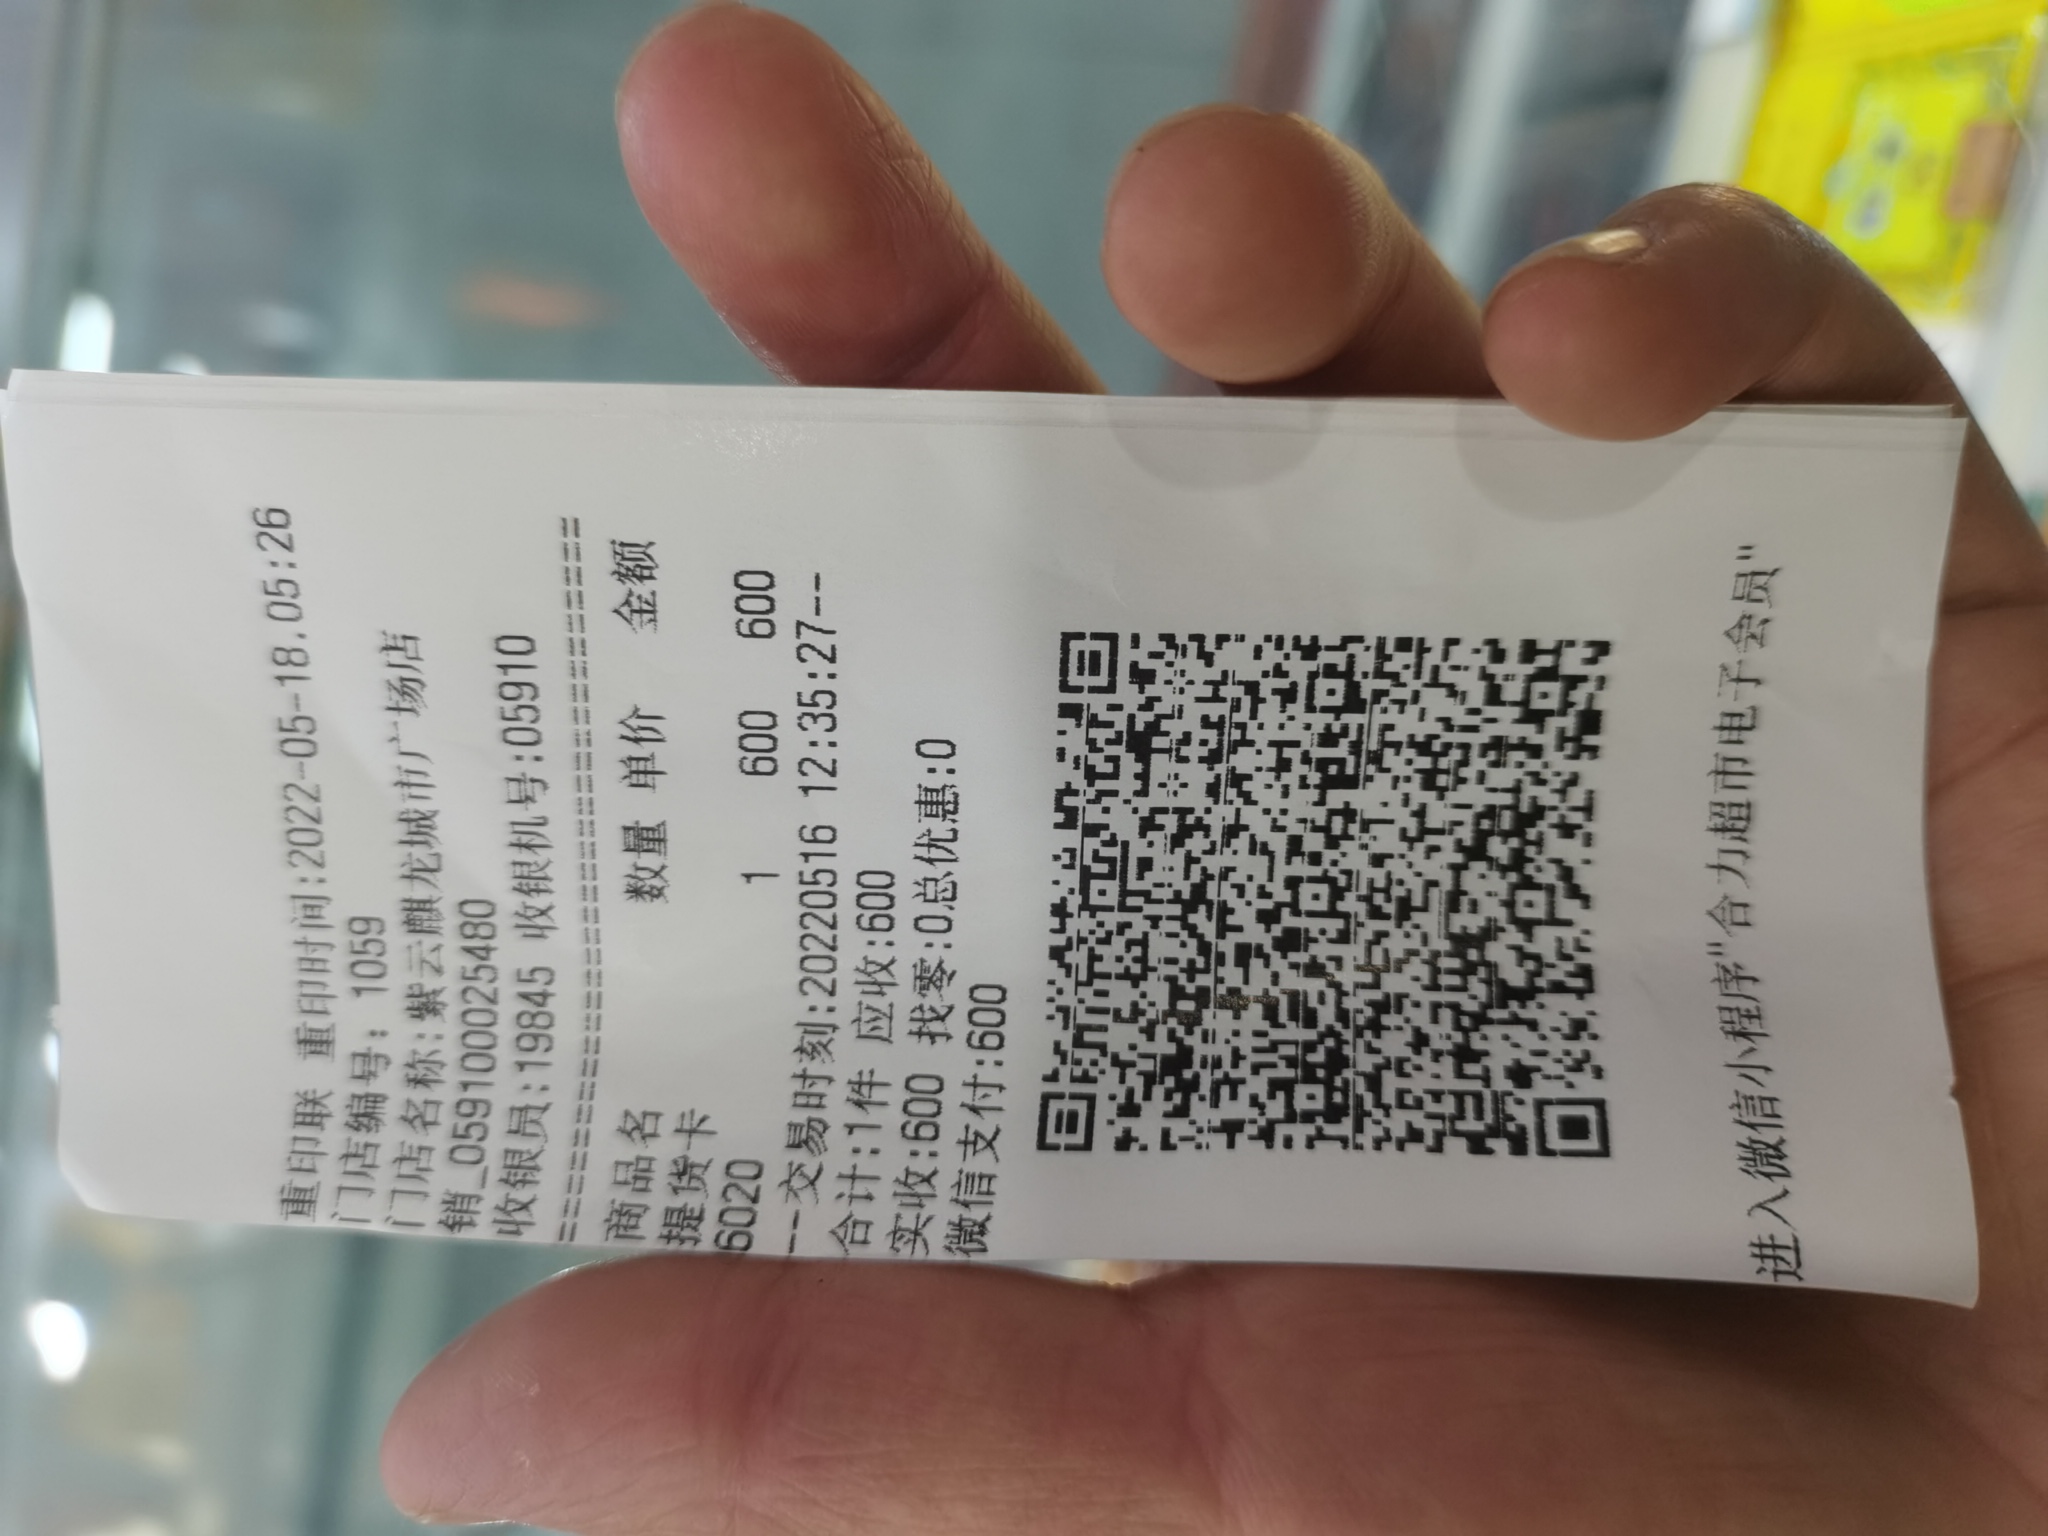 重印联 重印时间:2022-05-18.05:26
门店编号: 1059
门店名称:紫云麒龙城市广场店
销_0591000025480
收银员:19845 收银机号:05910
================================
商品名 数量 单价 金额
提货卡
6020 1 600 600
--交易时刻:20220516 12:35:27--
合计:1件 应收:600
实收:600 找零:0总优惠:0
微信支付:600
进入微信小程序"合力超市电子会员"